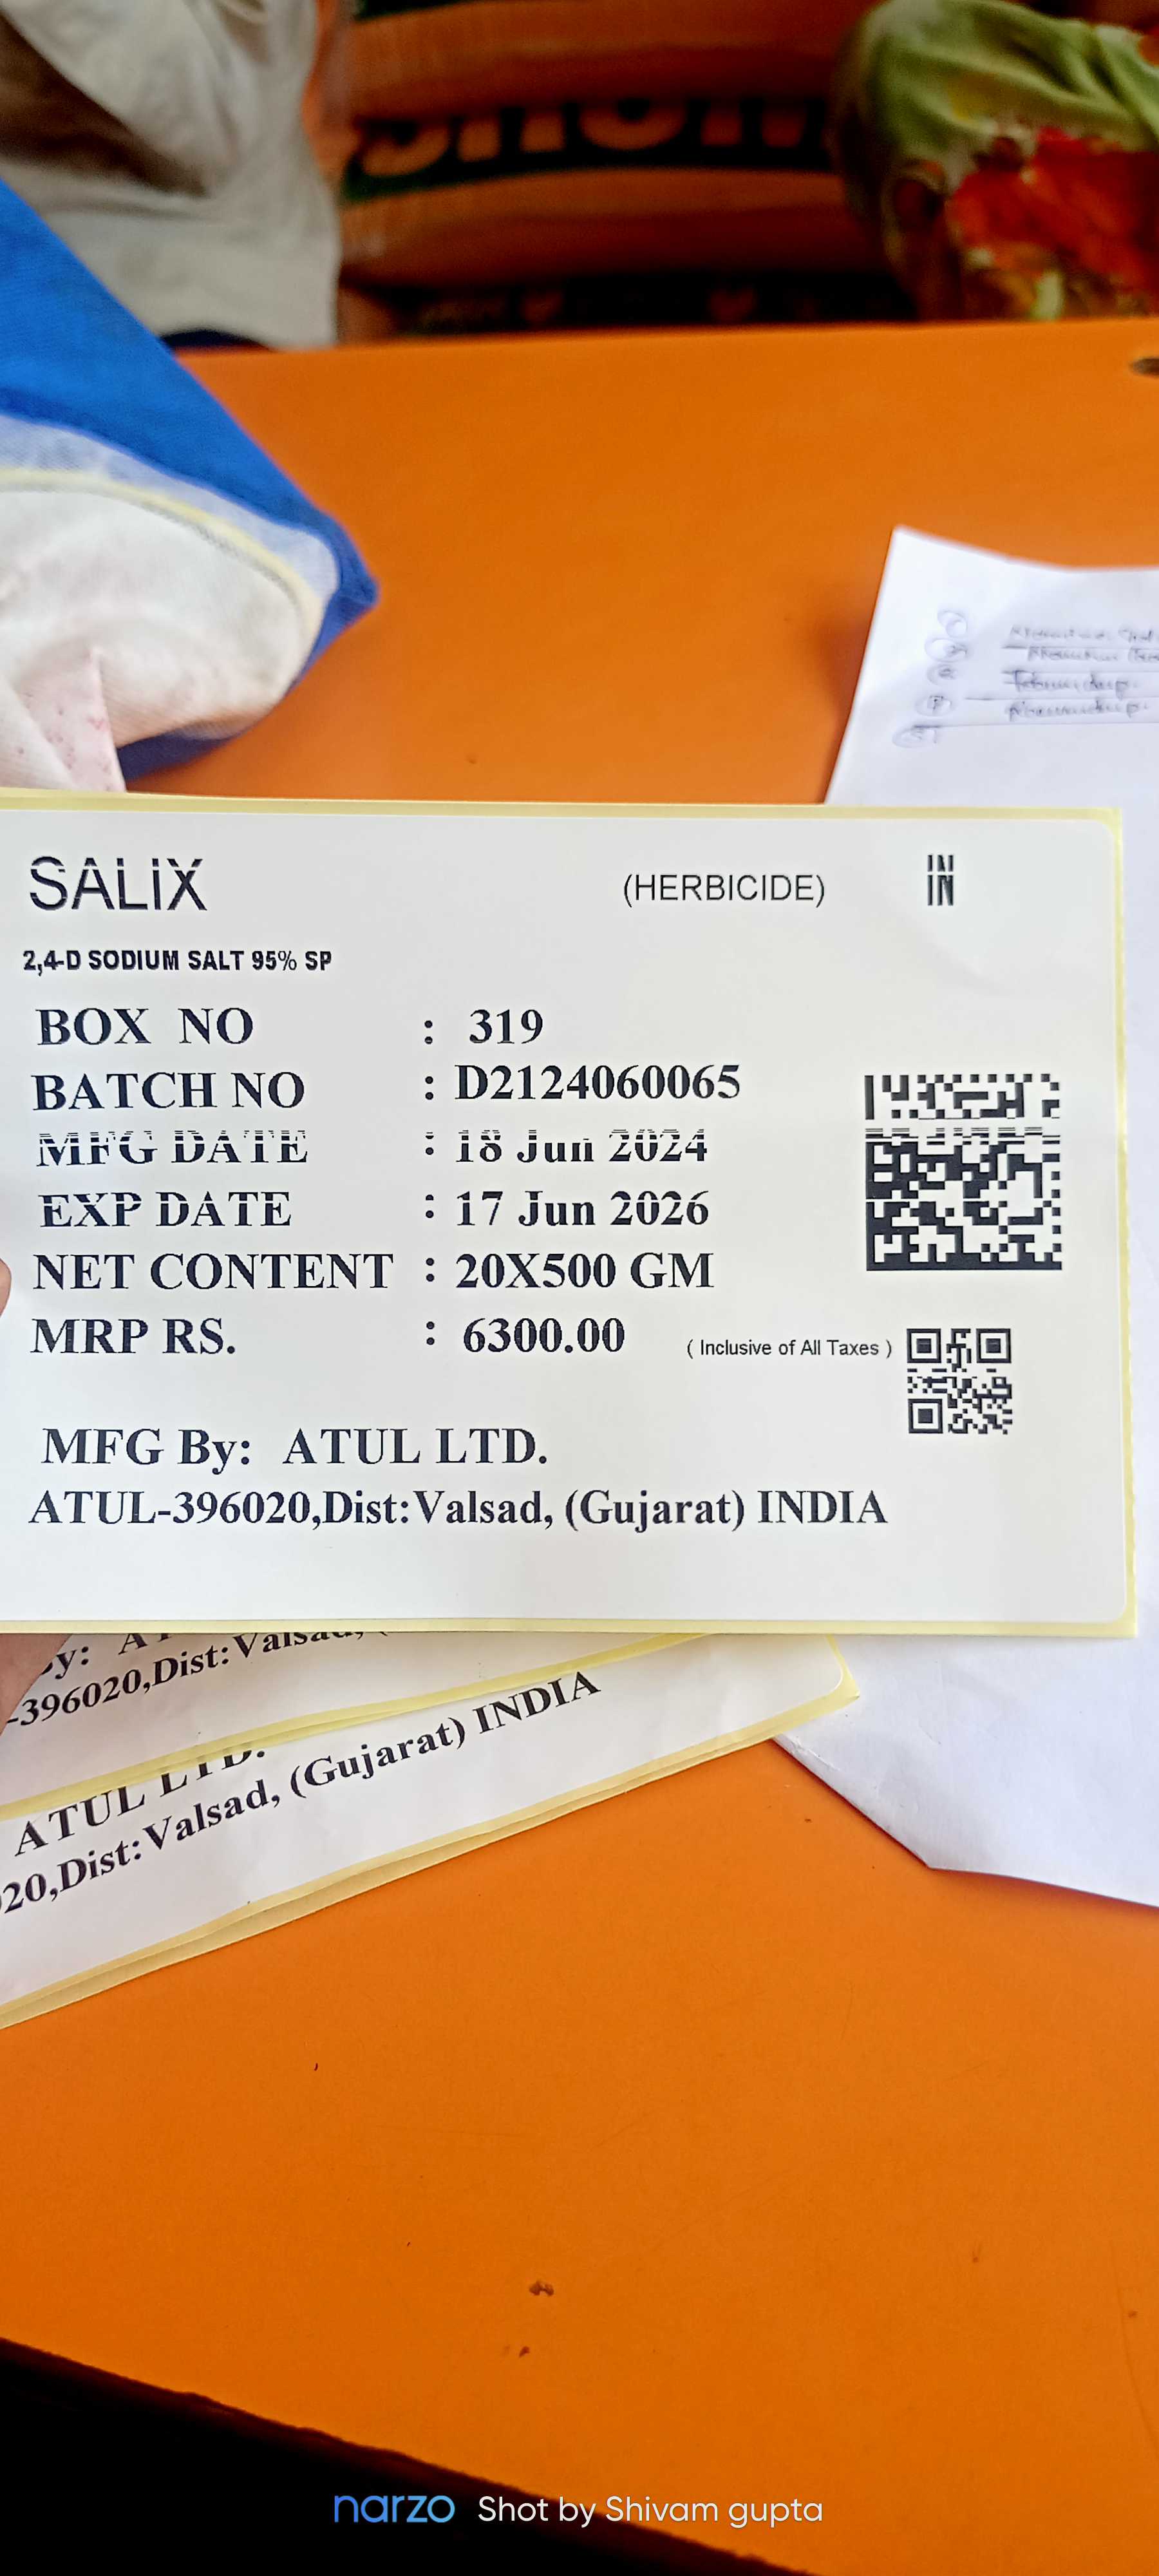 SALIX (HERBICIDE) IN
2,4-D SODIUM SALT 95% SP
BOX NO : 319
BATCH NO : D2124060065
MFG DATE : 18 Jun 2024
EXP DATE : 17 Jun 2026
NET CONTENT : 20X500 GM
MRP RS. : 6300.00 ( Inclusive of All Taxes )
MFG By: ATUL LTD.
ATUL-396020,Dist:Valsad, (Gujarat) INDIA
-396020,Dist:Valsad,
ATUL LTD.
020,Dist:Valsad, (Gujarat) INDIA
narzo Shot by Shivam gupta